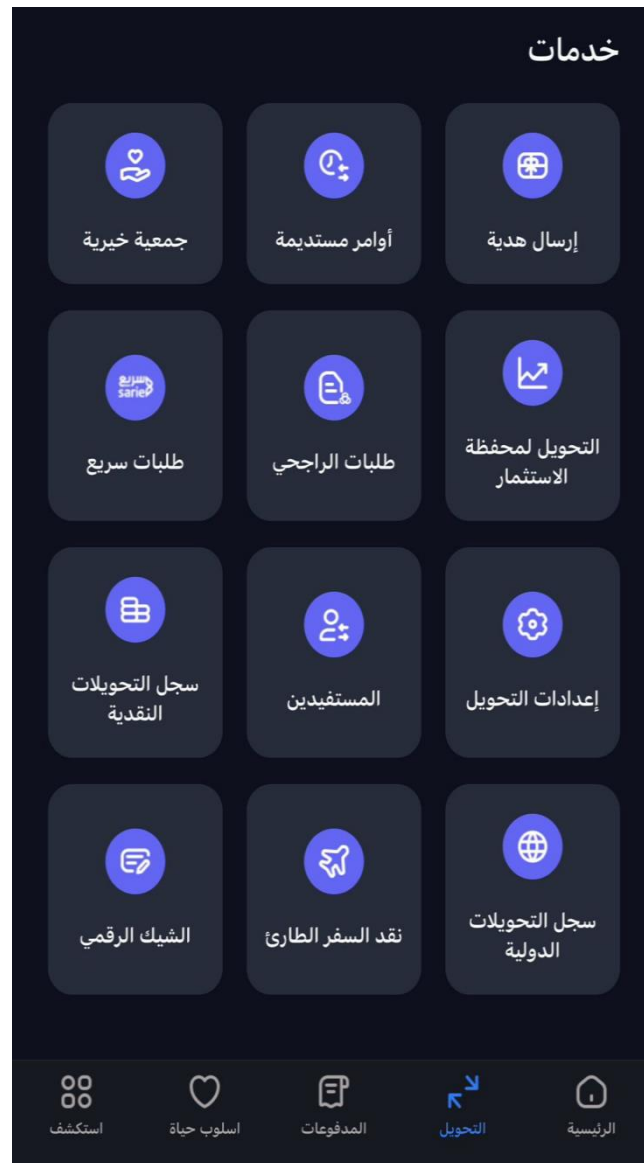 خدمات
إرسال هدية
أوامر مستديمة
جمعية خيرية
التحويل لمحفظة
الاستثمار
طلبات الراجحي
سريع
sarie
طلبات سريع
إعدادات التحويل
المستفيدين
سجل التحويلات
النقدية
سجل التحويلات
الدولية
نقد السفر الطارئ
الشيك الرقمي
الرئيسية
التحويل
المدفوعات
اسلوب حياة
استكشف